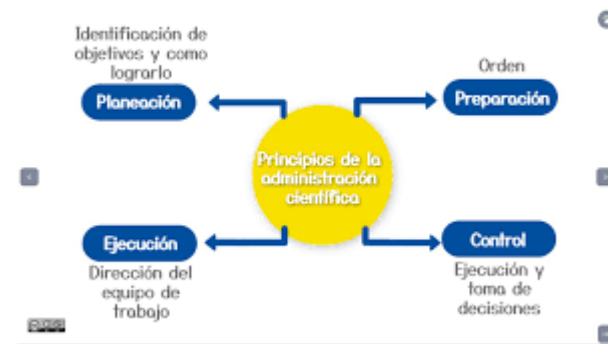 Identificación de
objetivos y como
lograrlo
Planeación
Orden
Preparación
Principios de la
administración
científica
Ejecución
Dirección del
equipo de
trabajo
Control
Ejecución y
toma de
decisiones